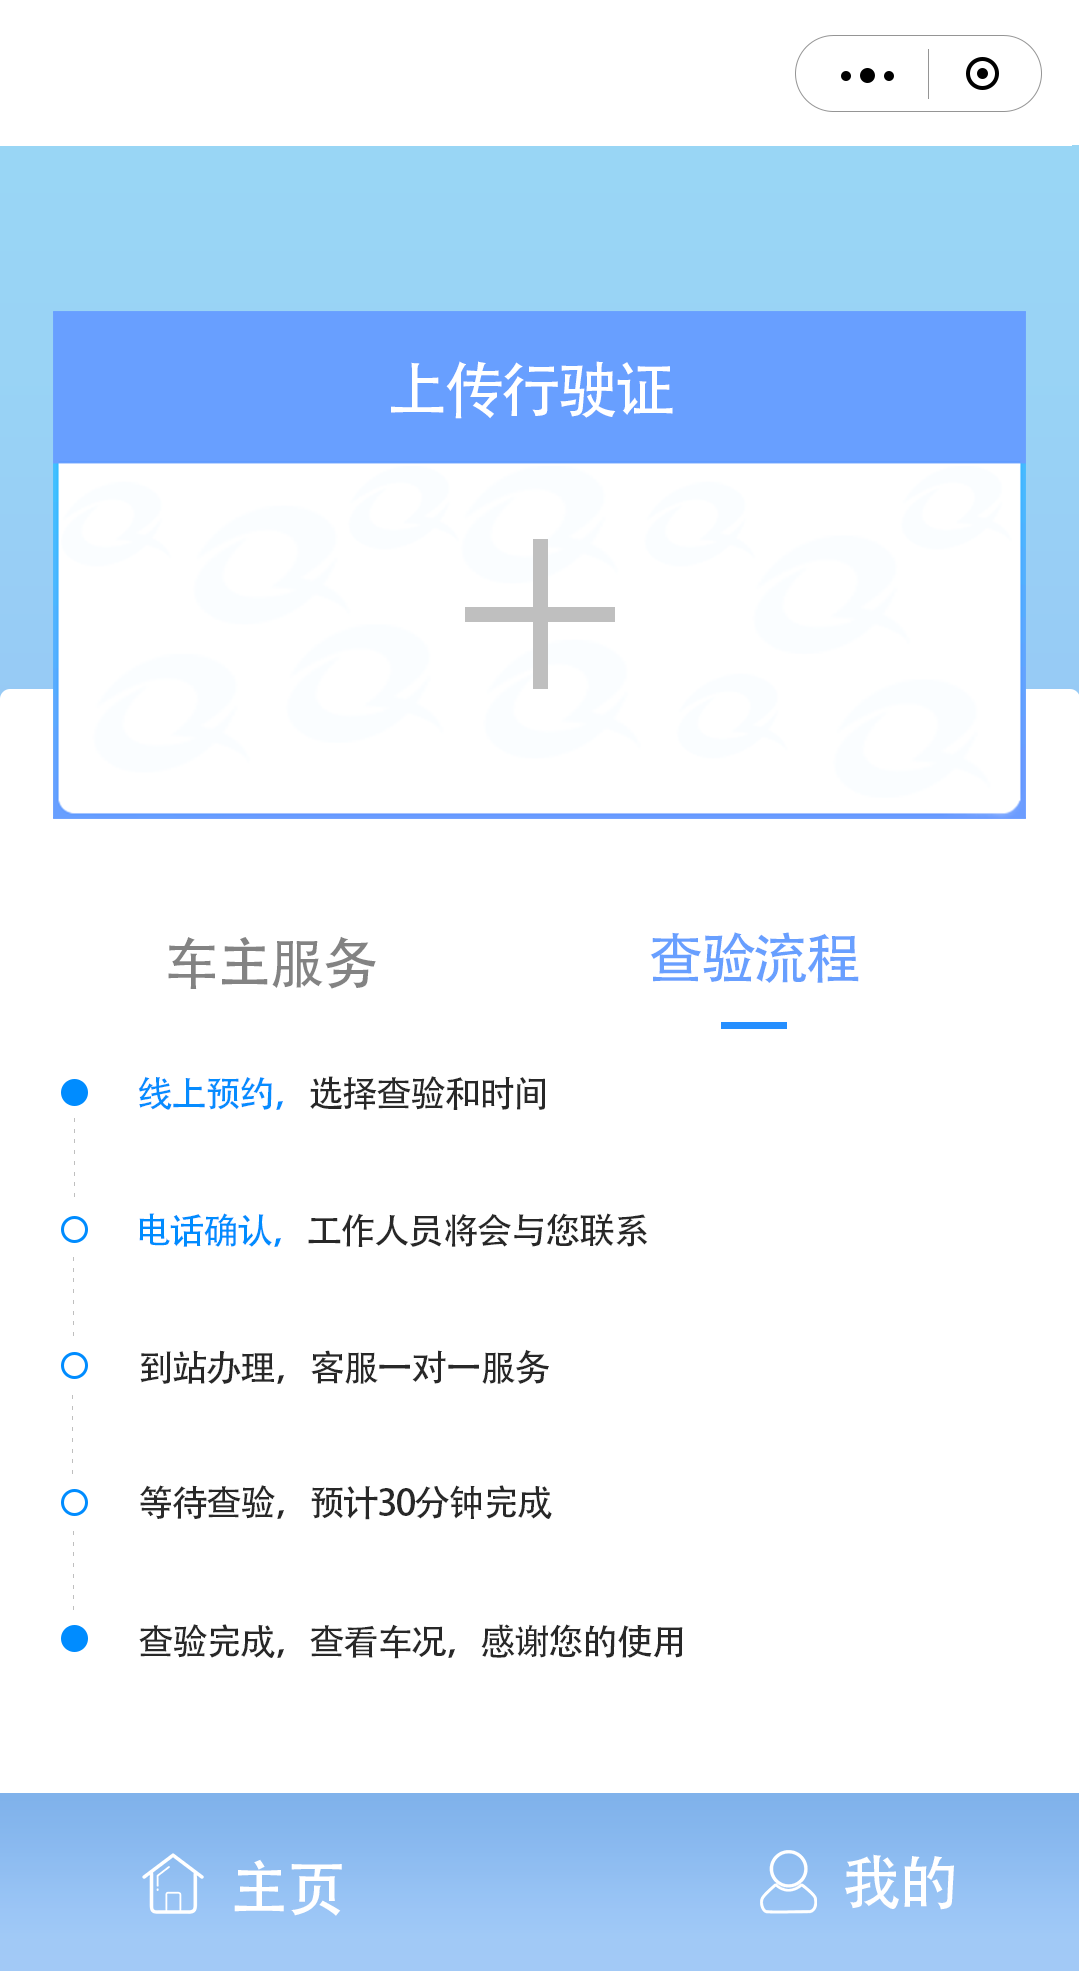 上传行驶证
车主服务
查验流程
线上预约，选择查验和时间
电话确认，工作人员将会与您联系
到站办理，客服一对一服务
等待查验，预计30分钟完成
查验完成，查看车况，感谢您的使用
主页
我的